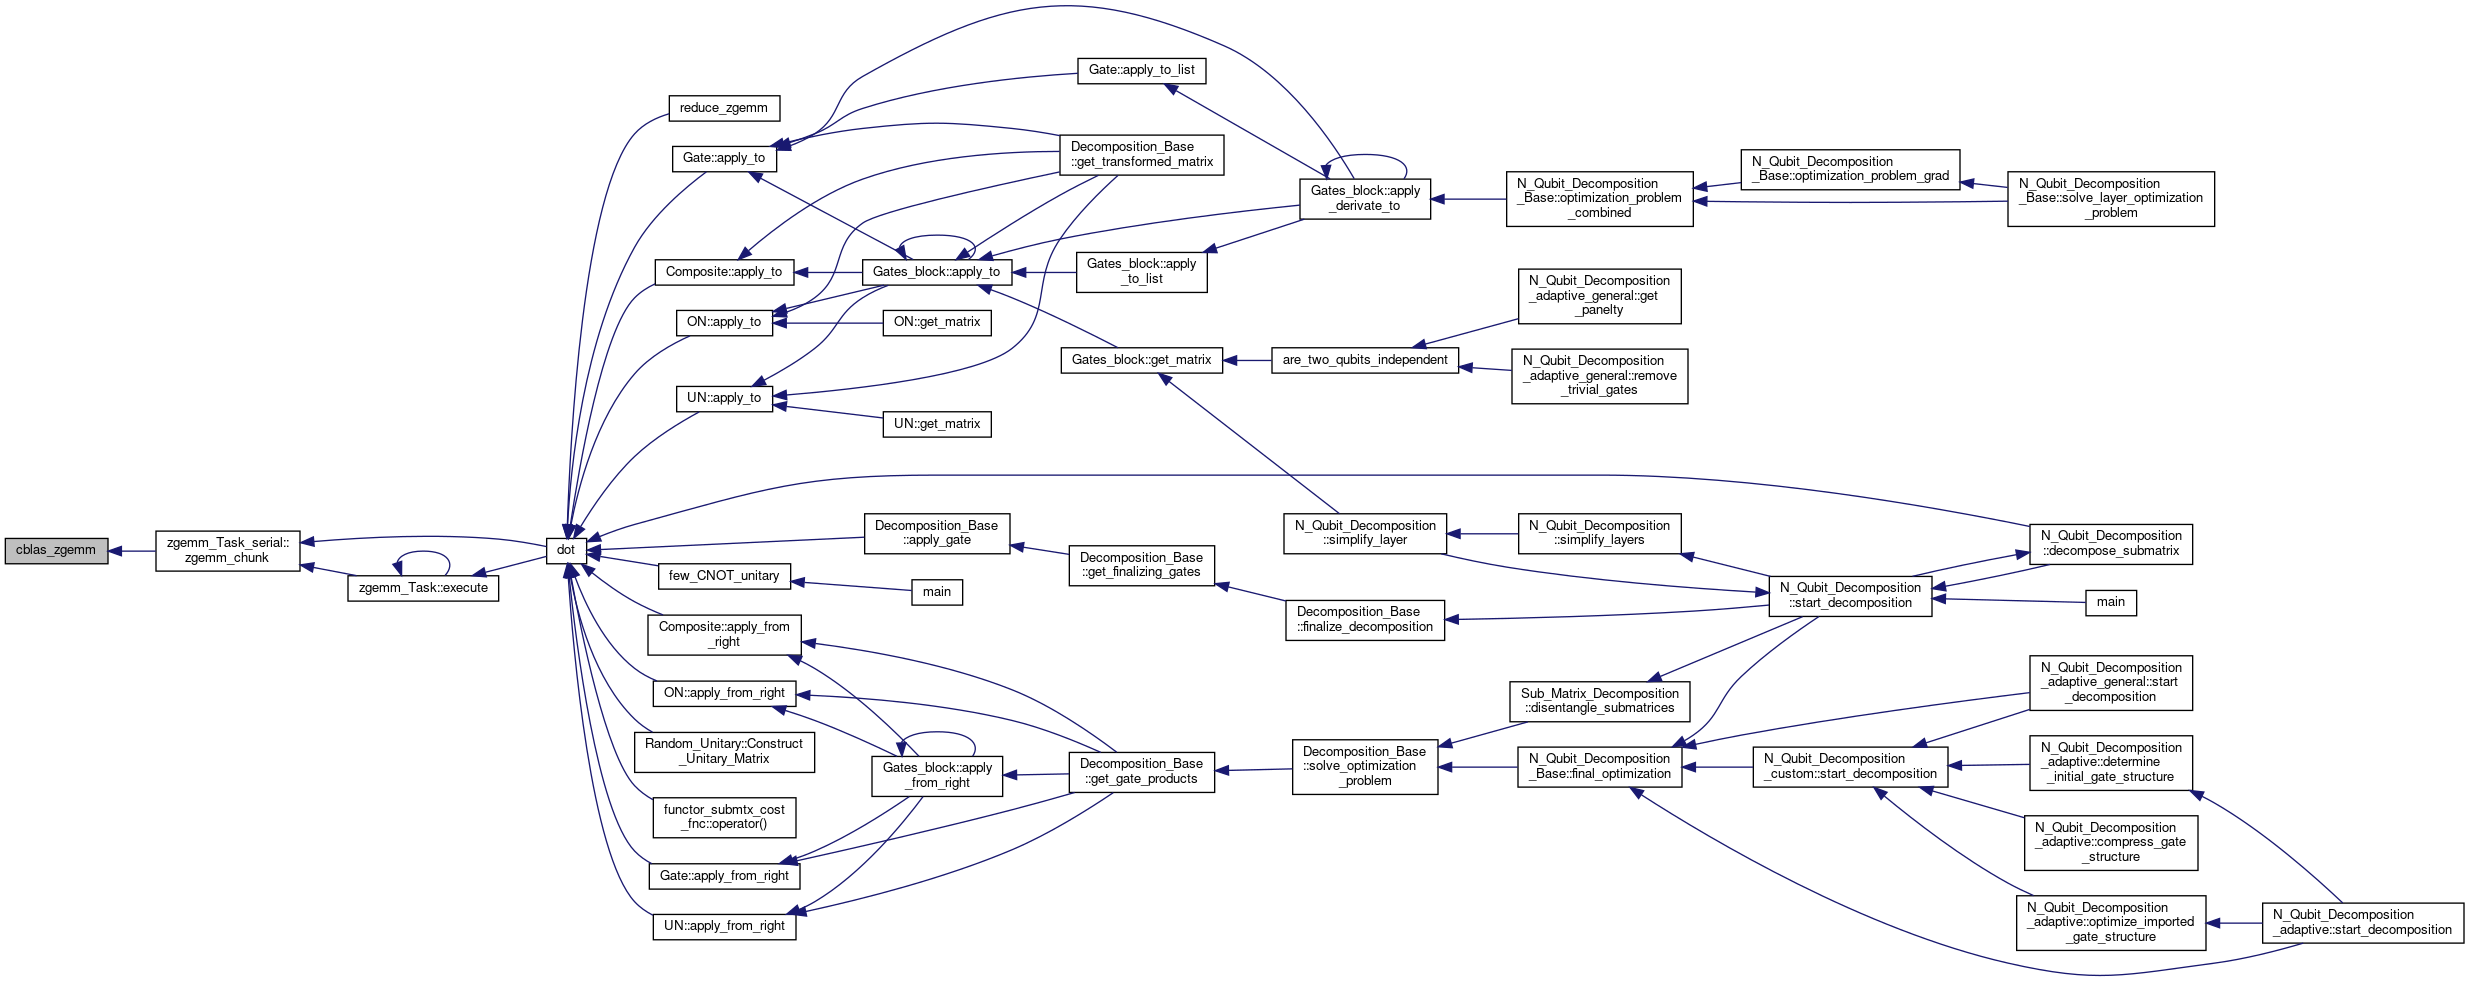 cblas_zgemm
zgemm_Task_serial::
zgemm_chunk
zgemm_Task::execute
dot
reduce_zgemm
Gate::apply_to
Composite::apply_to
ON::apply_to
UN::apply_to
Decomposition_Base
::apply_gate
few_CNOT_unitary
main
Composite::apply_from
_right
ON::apply_from_right
Random_Unitary::Construct
_Unitary_Matrix
functor_submtx_cost
_fnc::operator()
Gate::apply_from_right
UN::apply_from_right
Gates_block::apply_to
ON::get_matrix
UN::get_matrix
Gates_block::apply
_from_right
Gate::apply_to_list
Decomposition_Base
::get_transformed_matrix
Gates_block::apply
_to_list
Gates_block::get_matrix
Decomposition_Base
::get_finalizing_gates
Decomposition_Base
::get_gate_products
Gates_block::apply
_derivate_to
are_two_qubits_independent
N_Qubit_Decomposition
::simplify_layer
Decomposition_Base
::finalize_decomposition
Decomposition_Base
::solve_optimization
_problem
N_Qubit_Decomposition
_Base::optimization_problem
_combined
N_Qubit_Decomposition
_adaptive_general::get
_panelty
N_Qubit_Decomposition
_adaptive_general::remove
_trivial_gates
N_Qubit_Decomposition
::simplify_layers
Sub_Matrix_Decomposition
::disentangle_submatrices
N_Qubit_Decomposition
_Base::final_optimization
N_Qubit_Decomposition
_Base::optimization_problem_grad
N_Qubit_Decomposition
::start_decomposition
N_Qubit_Decomposition
_custom::start_decomposition
N_Qubit_Decomposition
_Base::solve_layer_optimization
_problem
N_Qubit_Decomposition
::decompose_submatrix
main
N_Qubit_Decomposition
_adaptive_general::start
_decomposition
N_Qubit_Decomposition
_adaptive::determine
_initial_gate_structure
N_Qubit_Decomposition
_adaptive::compress_gate
_structure
N_Qubit_Decomposition
_adaptive::optimize_imported
_gate_structure
N_Qubit_Decomposition
_adaptive::start_decomposition